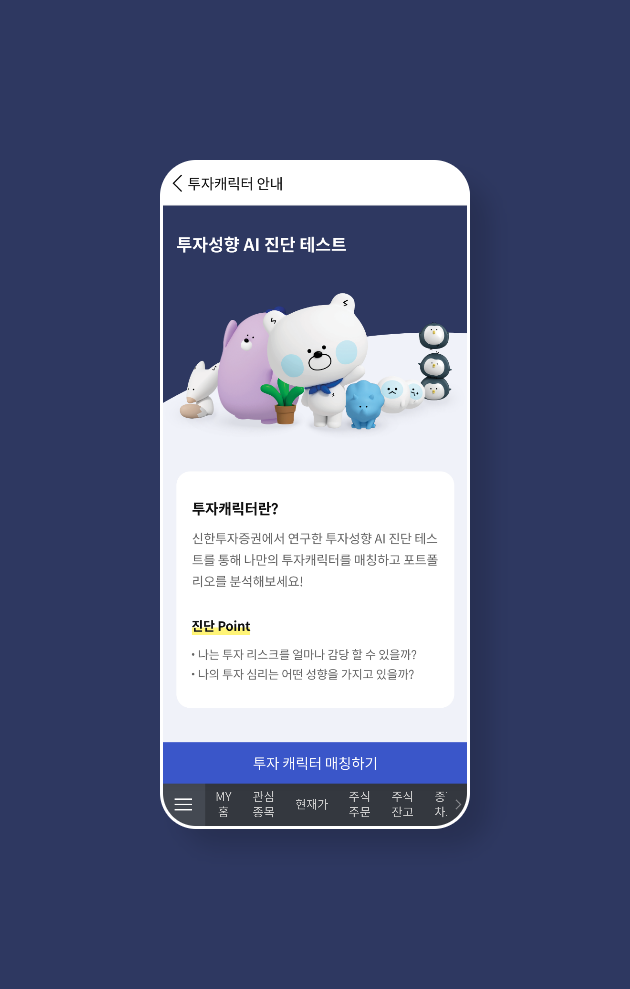 투자캐릭터 안내
투자성향 AI 진단 테스트
투자캐릭터란?
신한투자증권에서 연구한 투자성향 AI 진단 테스
트를 통해 나만의 투자캐릭터를 매칭하고 포트폴
리오를 분석해보세요!
진단 Point
• 나는 투자 리스크를 얼마나 감당 할 수 있을까?
• 나의 투자 심리는 어떤 성향을 가지고 있을까?
투자 캐릭터 매칭하기
MY
홈
관심
종목
현재가
주식
주문
주식
잔고